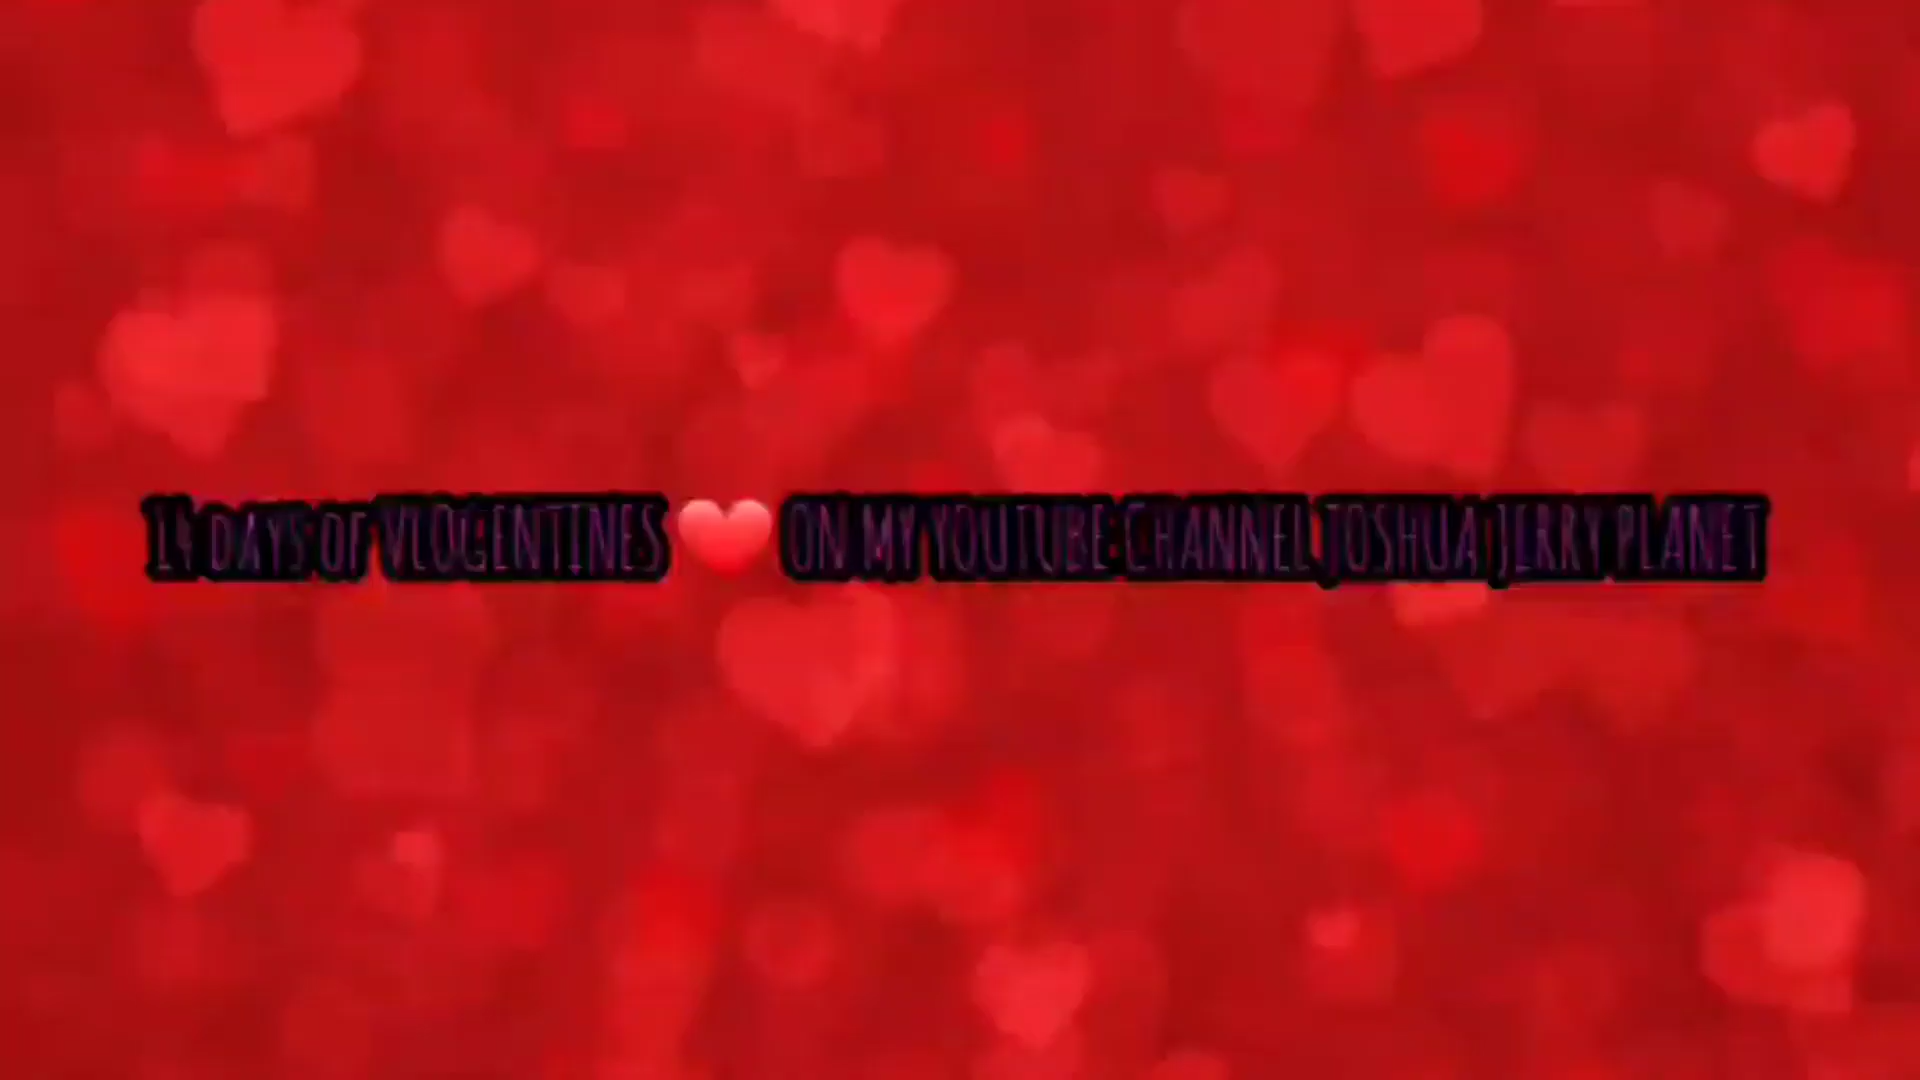 14 DAYS OF VLOGENTINES ❤️ ON MY YOUTUBE CHANNEL JOSHUA JERRY PLANET